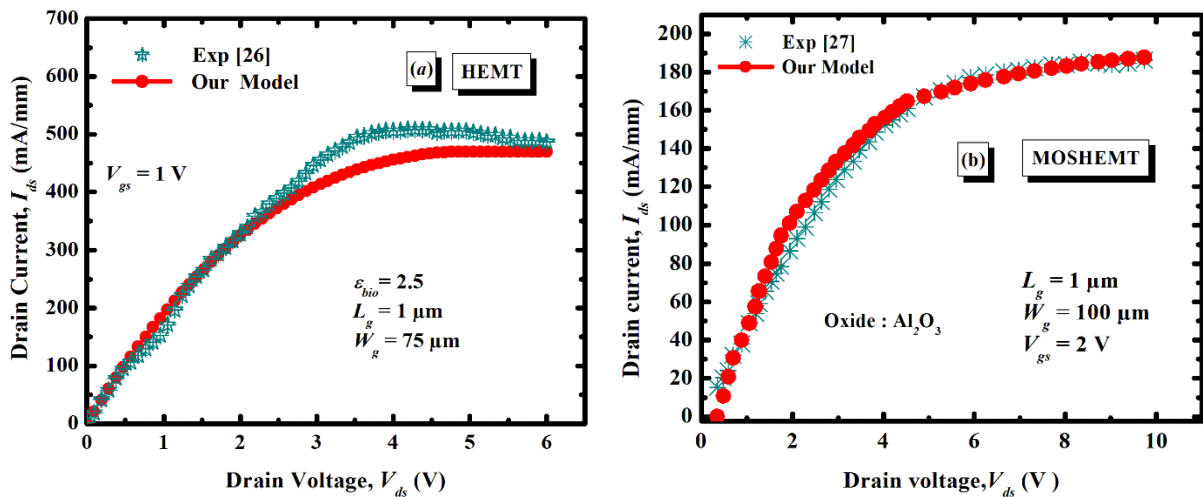 700
600
500
400
300
200
100
0
Drain Current, I_ds (mA/mm)
Exp [26]
Our Model
(a)
HEMT
V_gs = 1 V
ε_bio = 2.5
L_g = 1 μm
W_g = 75 μm
0 1 2 3 4 5 6
Drain Voltage, V_ds (V)
200
180
160
140
120
100
80
60
40
20
0
Drain current, I_ds (mA/mm)
Exp [27]
Our Model
(b)
MOSHEMT
Oxide : Al₂O₃
L_g = 1 μm
W_g = 100 μm
V_gs = 2 V
0 2 4 6 8 10
Drain voltage,V_ds (V )